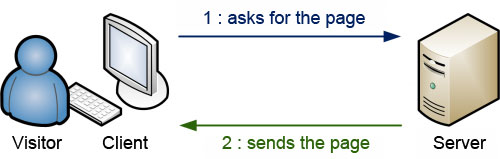 1 : asks for the page
2 : sends the page
Visitor
Client
Server